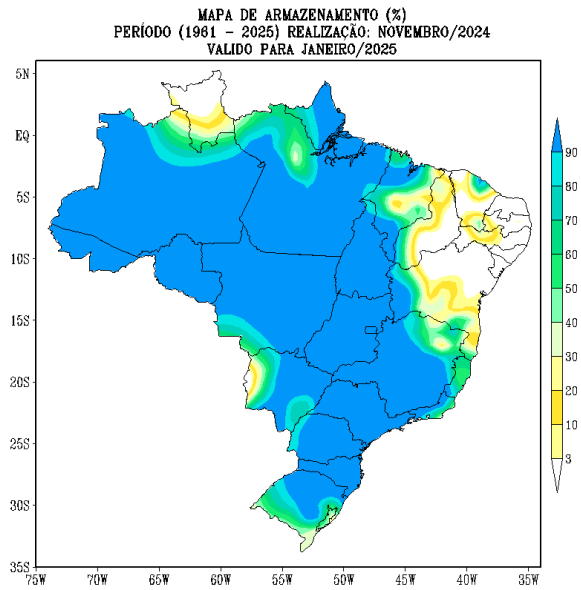 MAPA DE ARMAZENAMENTO (%)
PERÍODO (1961 - 2025) REALIZAÇÃO: NOVEMBRO/2024
VALIDO PARA JANEIRO/2025
5N
EQ
5S
10S
15S
20S
25S
30S
35S
75W 70W 65W 60W 55W 50W 45W 40W 35W
90
80
70
60
50
40
30
20
10
3